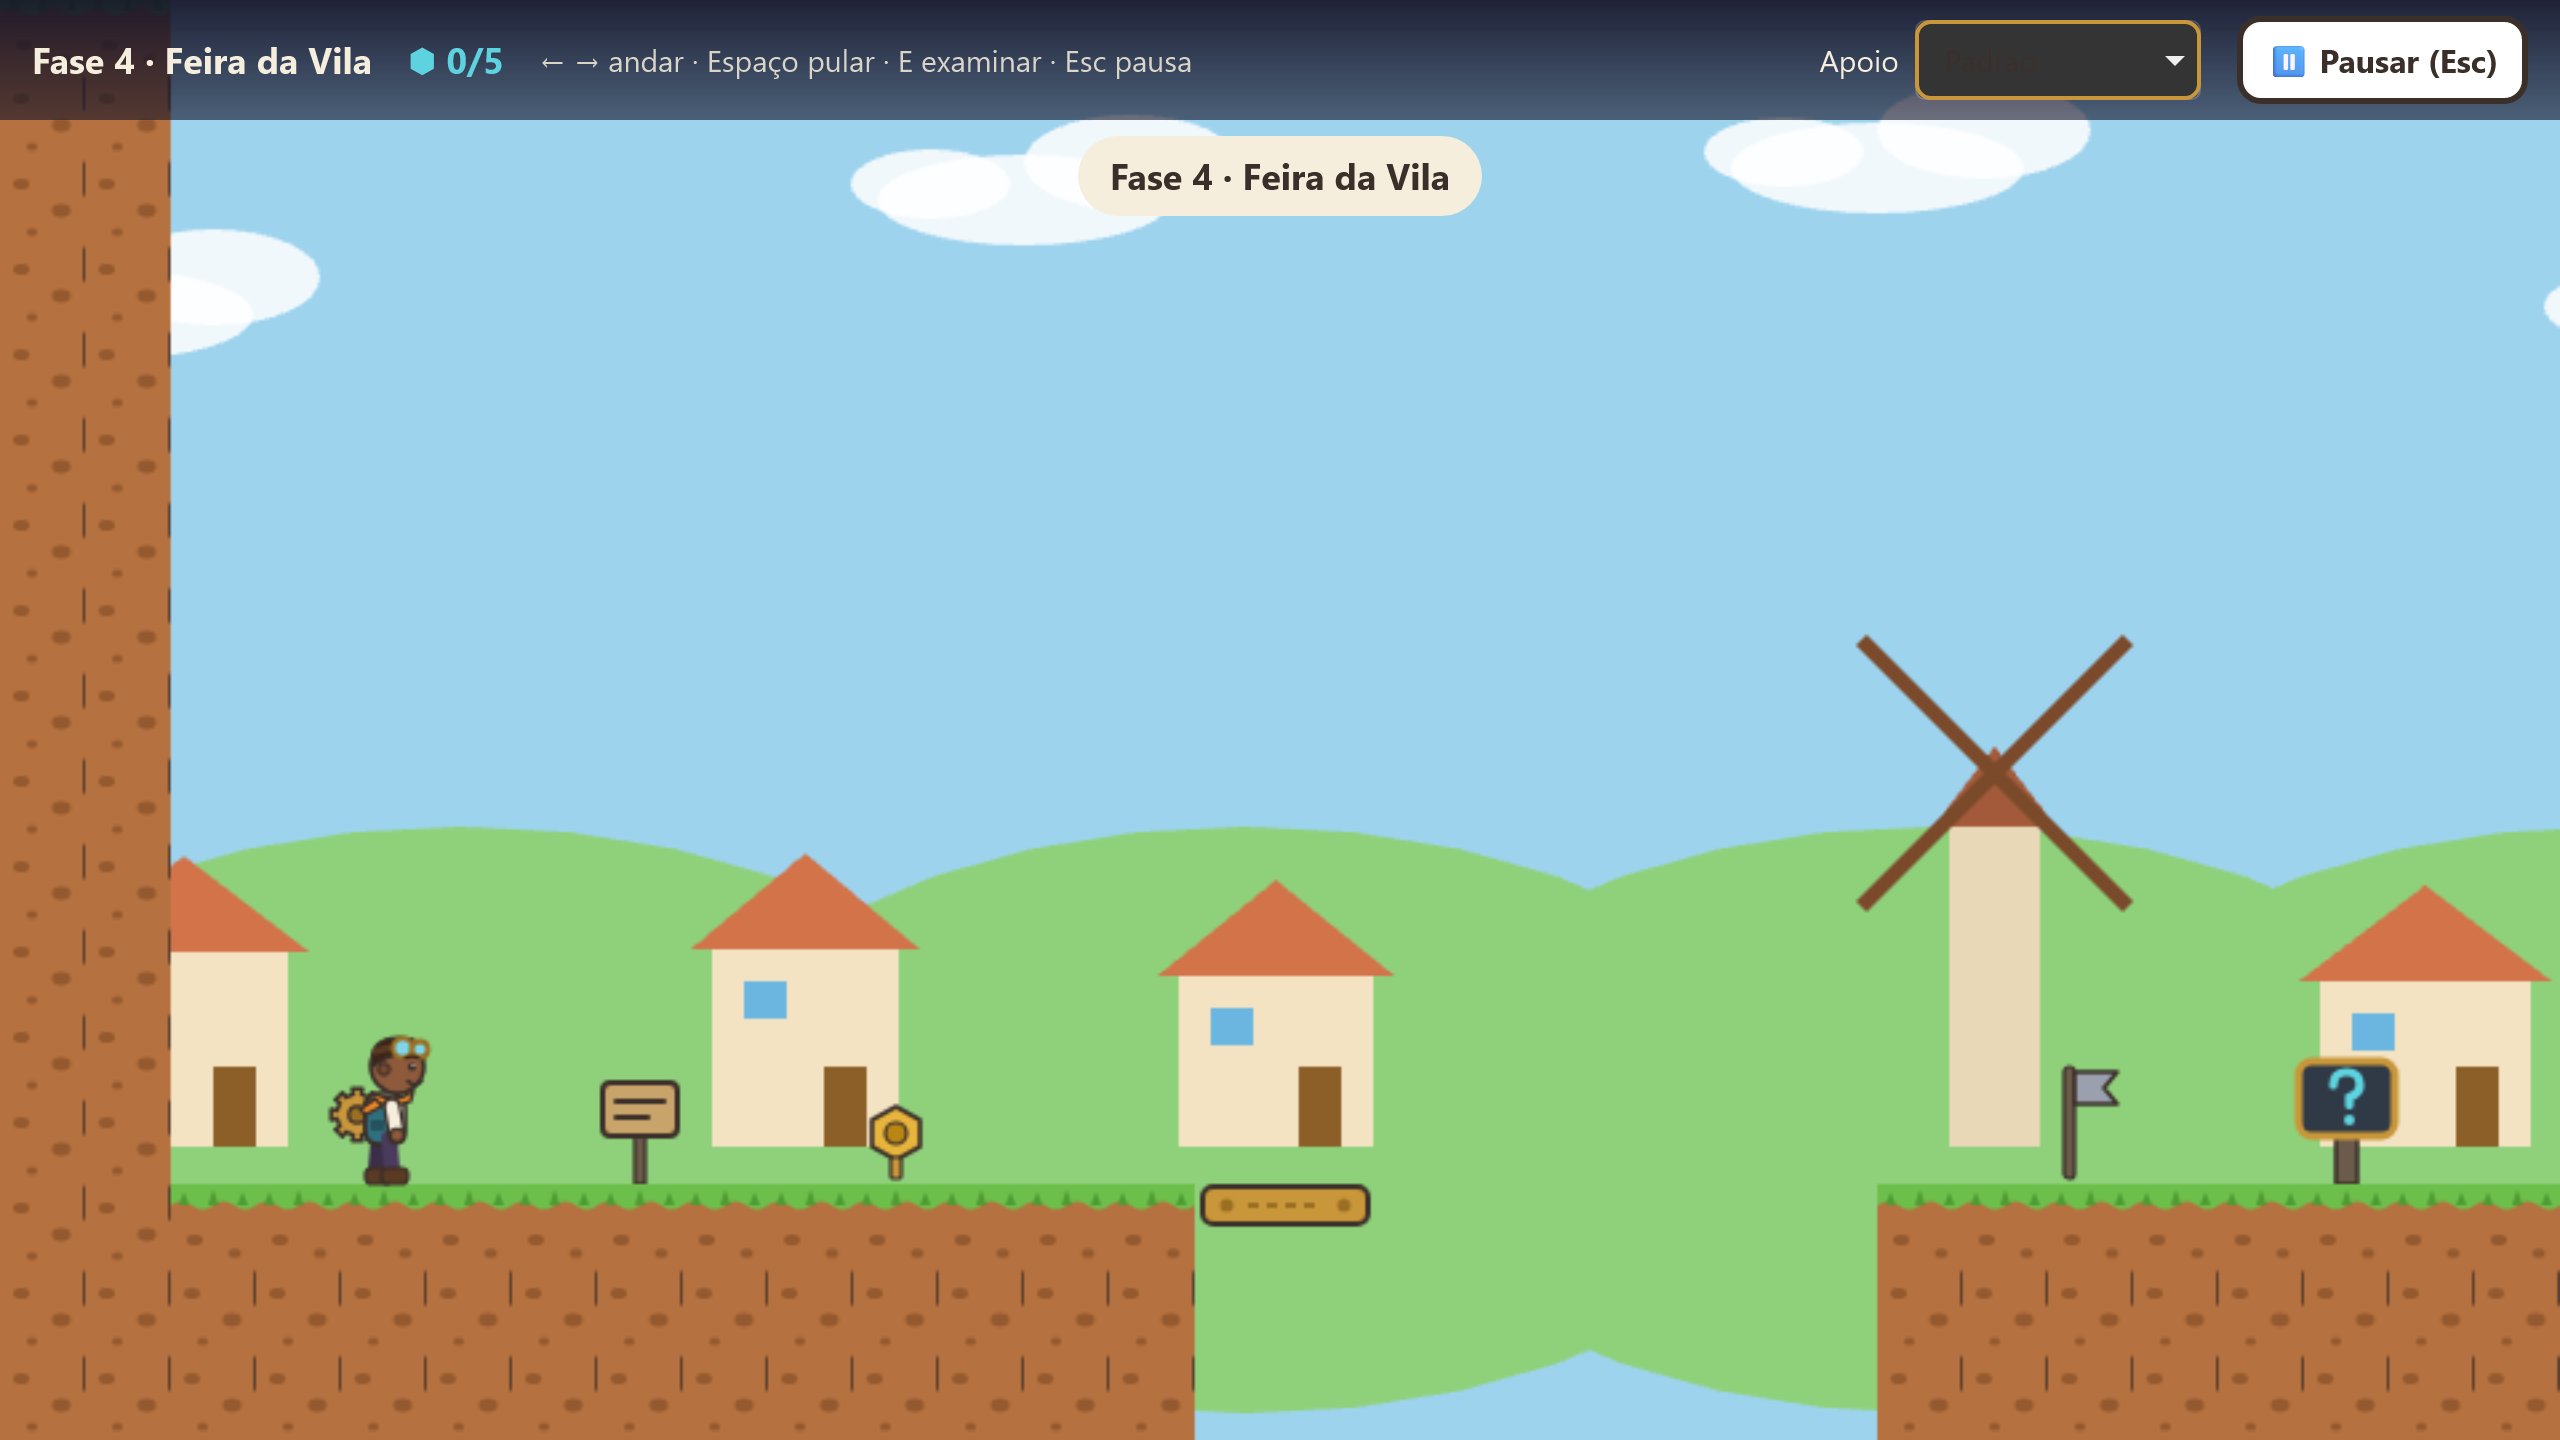 Fase 4 · Feira da Vila
0/5
← → andar · Espaço pular · E examinar · Esc pausa
Apoio
Pausar (Esc)
Fase 4 · Feira da Vila
?